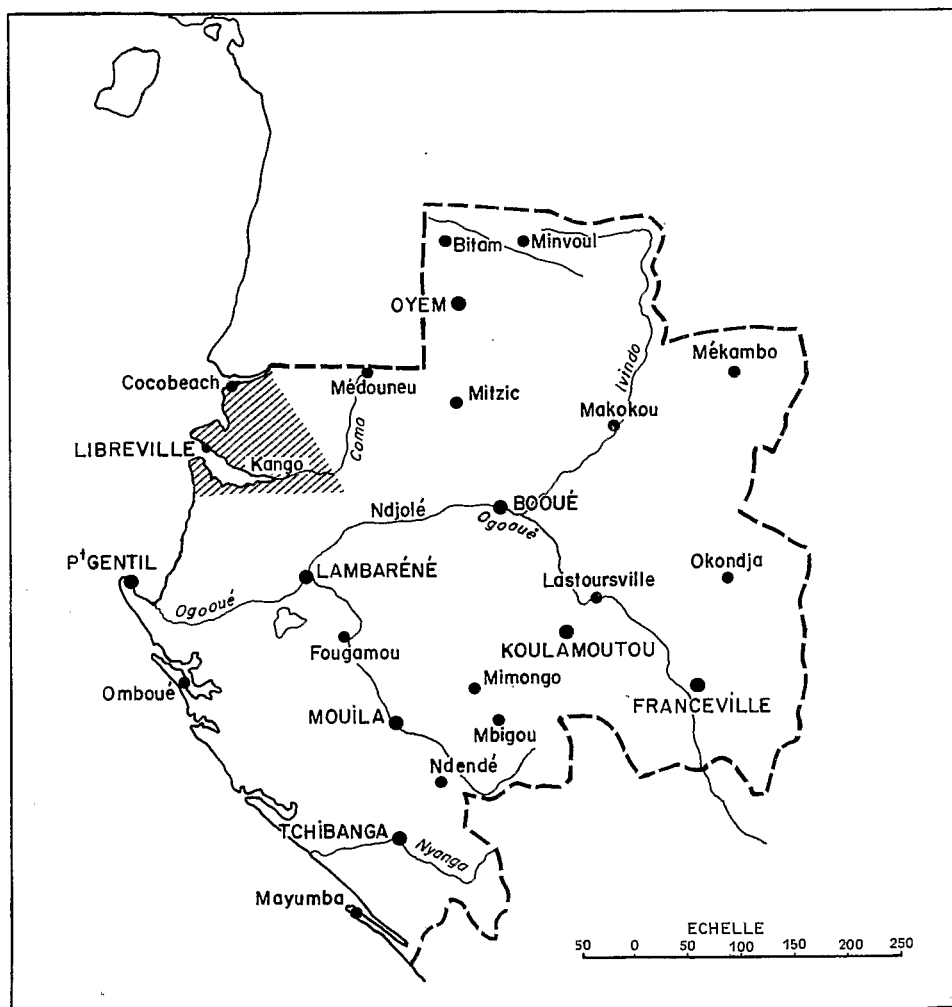 Bitam
Minvoul
OYEM
Mékambo
Cocobeach
Médouneu
Mitzic
Ivindo
Makokou
Como
LIBREVILLE
Kango
Ndjolé
BOOUÉ
Ogooué
Okondja
PᵗGENTIL
LAMBARÉNÉ
Lastoursville
Ogooué
Fougamou
KOULAMOUTOU
Omboué
Mimongo
FRANCEVILLE
MOUILA
Mbigou
Ndendé
TCHIBANGA
Nyanga
Mayumba
ECHELLE
50 0 50 100 150 200 250